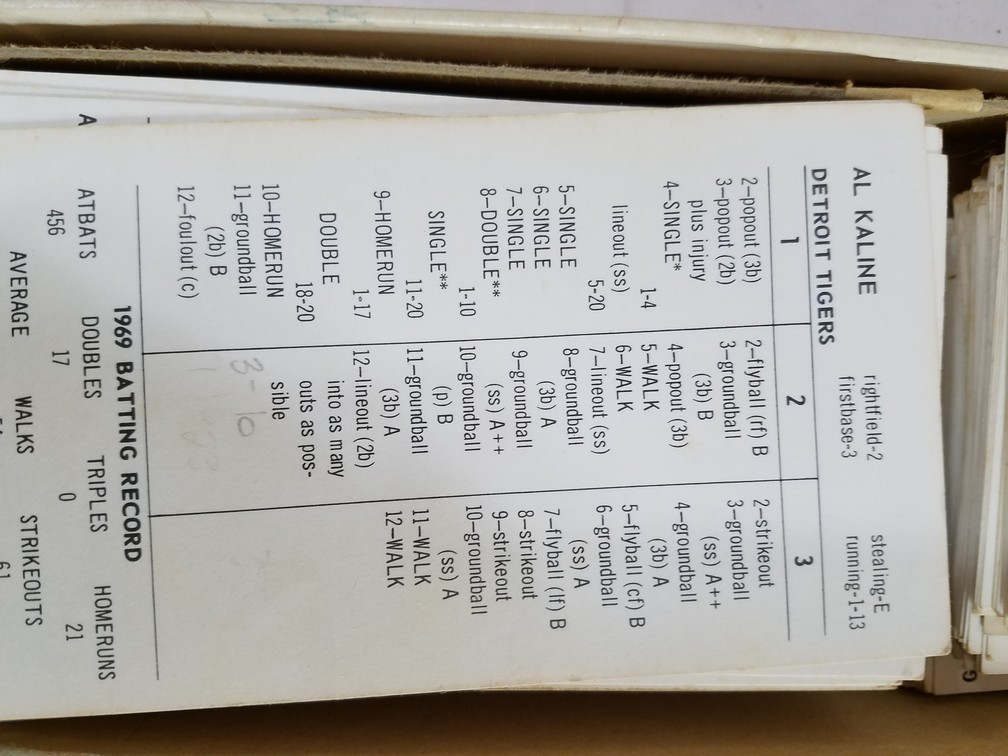 AL KALINE rightfield-2 stealing-E
DETROIT TIGERS firstbase-3 running-1-13
1 2 3
2-popout (3b)
3-popout (2b)
plus injury
4-SINGLE*
1-4
lineout (ss)
5-20
5-SINGLE
6-SINGLE
7-SINGLE
8-DOUBLE**
1-10
SINGLE**
11-20
9-HOMERUN
1-17
DOUBLE
18-20
10-HOMERUN
11-groundball
(2b) B
12-foulout (c)
2-flyball (rf) B
3-groundball
(3b) B
4-popout (3b)
5-WALK
6-WALK
7-lineout (ss)
8-groundball
(3b) A
9-groundball
(ss) A++
10-groundball
(p) B
11-groundball
(3b) A
12-lineout (2b)
into as many
outs as pos-
sible
3-10
2-strikeout
3-groundball
(ss) A++
4-groundball
(3b) A
5-flyball (cf) B
6-groundball
(ss) A
7-flyball (lf) B
8-strikeout
9-strikeout
10-groundball
(ss) A
11-WALK
12-WALK
1969 BATTING RECORD
ATBATS DOUBLES TRIPLES HOMERUNS
456 17 0 21
AVERAGE WALKS STRIKEOUTS
61
A
G